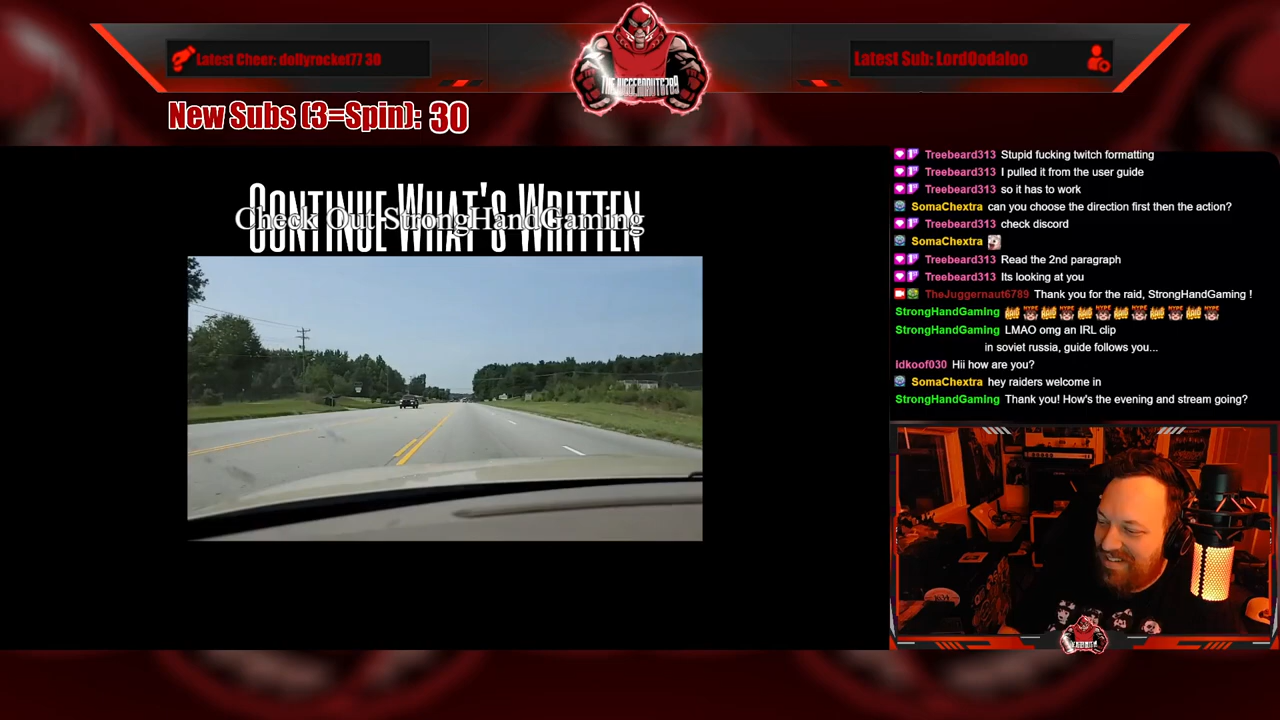 Latest Cheer: dollyrocket77 30
THEJUGGERNAUT6789
Latest Sub: LordOodaloo
New Subs (3=Spin): 30
CONTINUE WHAT'S WRITTEN
Check Out StrongHandGaming
Treebeard313 Stupid fucking twitch formatting
Treebeard313 I pulled it from the user guide
Treebeard313 so it has to work
SomaChextra can you choose the direction first then the action?
Treebeard313 check discord
SomaChextra
Treebeard313 Read the 2nd paragraph
Treebeard313 Its looking at you
TheJuggernaut6789 Thank you for the raid, StrongHandGaming !
StrongHandGaming
StrongHandGaming LMAO omg an IRL clip
in soviet russia, guide follows you...
Idkoof030 Hii how are you?
SomaChextra hey raiders welcome in
StrongHandGaming Thank you! How's the evening and stream going?